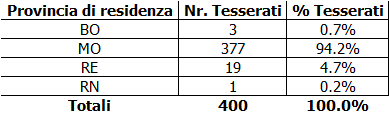 Provincia di residenza Nr. Tesserati % Tesserati
BO 3 0.7%
MO 377 94.2%
RE 19 4.7%
RN 1 0.2%
Totali 400 100.0%